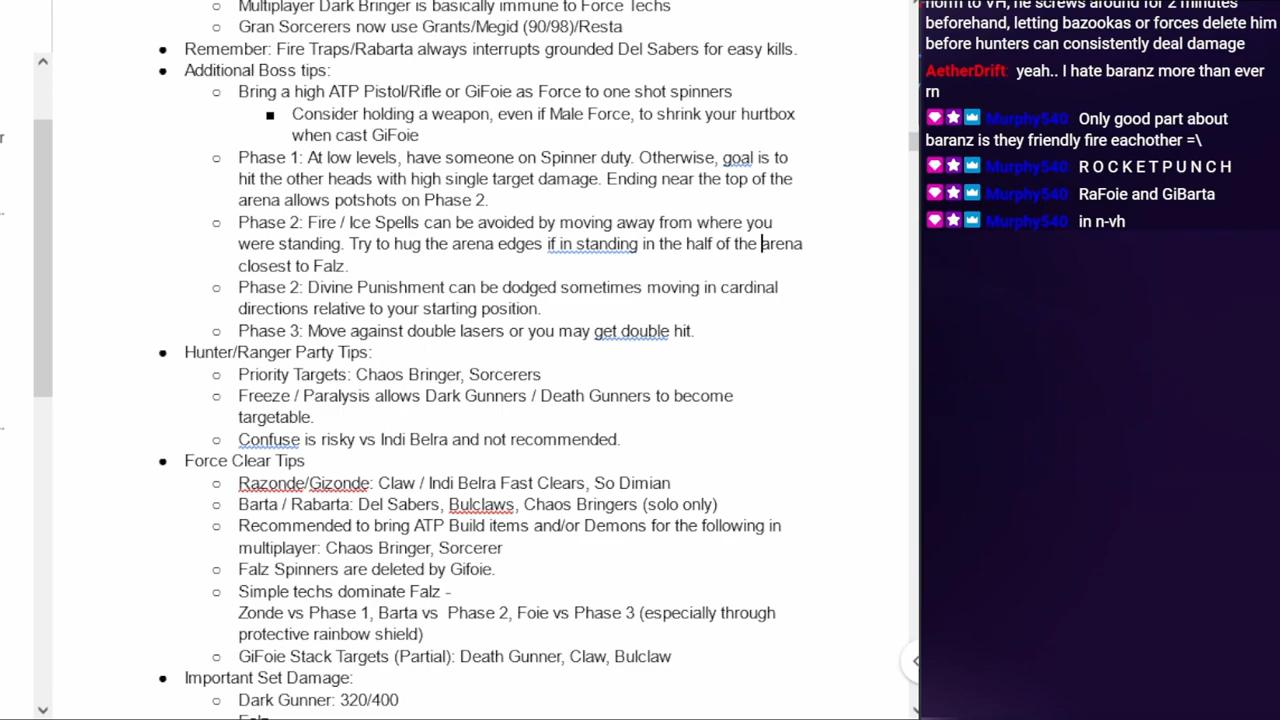 Multiplayer Dark Bringer is basically immune to Force Techs
Gran Sorcerers now use Grants/Megid (90/98)/Resta
Remember: Fire Traps/Rabarta always interrupts grounded Del Sabers for easy kills.
Additional Boss tips:
Bring a high ATP Pistol/Rifle or GiFoie as Force to one shot spinners
Consider holding a weapon, even if Male Force, to shrink your hurtbox
when cast GiFoie
Phase 1: At low levels, have someone on Spinner duty. Otherwise, goal is to
hit the other heads with high single target damage. Ending near the top of the
arena allows potshots on Phase 2.
Phase 2: Fire / Ice Spells can be avoided by moving away from where you
were standing. Try to hug the arena edges if in standing in the half of the arena
closest to Falz.
Phase 2: Divine Punishment can be dodged sometimes moving in cardinal
directions relative to your starting position.
Phase 3: Move against double lasers or you may get double hit.
Hunter/Ranger Party Tips:
Priority Targets: Chaos Bringer, Sorcerers
Freeze / Paralysis allows Dark Gunners / Death Gunners to become
targetable.
Confuse is risky vs Indi Belra and not recommended.
Force Clear Tips
Razonde/Gizonde: Claw / Indi Belra Fast Clears, So Dimian
Barta / Rabarta: Del Sabers, Bulclaws, Chaos Bringers (solo only)
Recommended to bring ATP Build items and/or Demons for the following in
multiplayer: Chaos Bringer, Sorcerer
Falz Spinners are deleted by Gifoie.
Simple techs dominate Falz -
Zonde vs Phase 1, Barta vs  Phase 2, Foie vs Phase 3 (especially through
protective rainbow shield)
GiFoie Stack Targets (Partial): Death Gunner, Claw, Bulclaw
Important Set Damage:
Dark Gunner: 320/400
norm to VH, he screws around for 2 minutes
beforehand, letting bazookas or forces delete him
before hunters can consistently deal damage
AetherDrift: yeah.. I hate baranz more than ever
rn
Murphy540: Only good part about
baranz is they friendly fire eachother =\
Murphy540: R O C K E T P U N C H
Murphy540: RaFoie and GiBarta
Murphy540: in n-vh